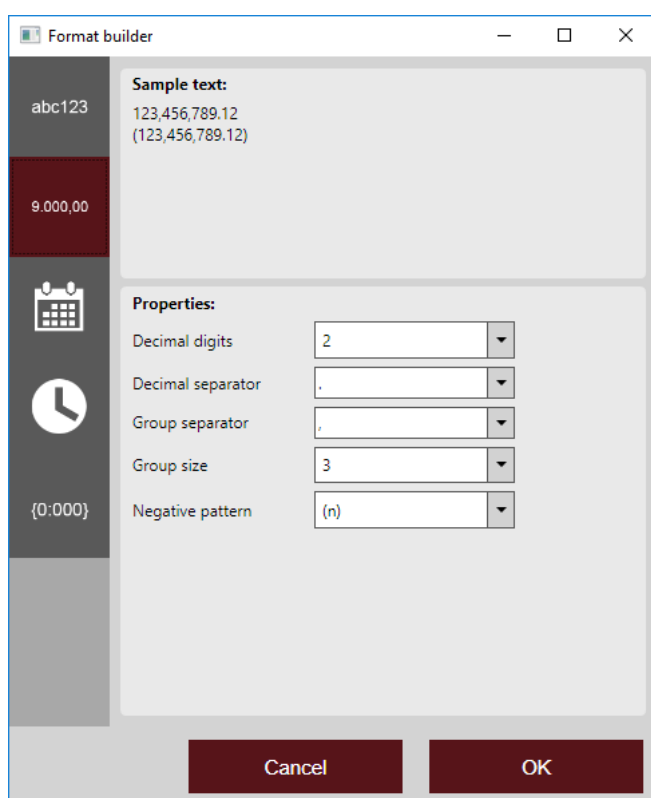 Format builder
abc123
9.000,00
{0:000}
Sample text:
123,456,789.12
(123,456,789.12)
Properties:
Decimal digits 2
Decimal separator .
Group separator ,
Group size 3
Negative pattern (n)
Cancel OK